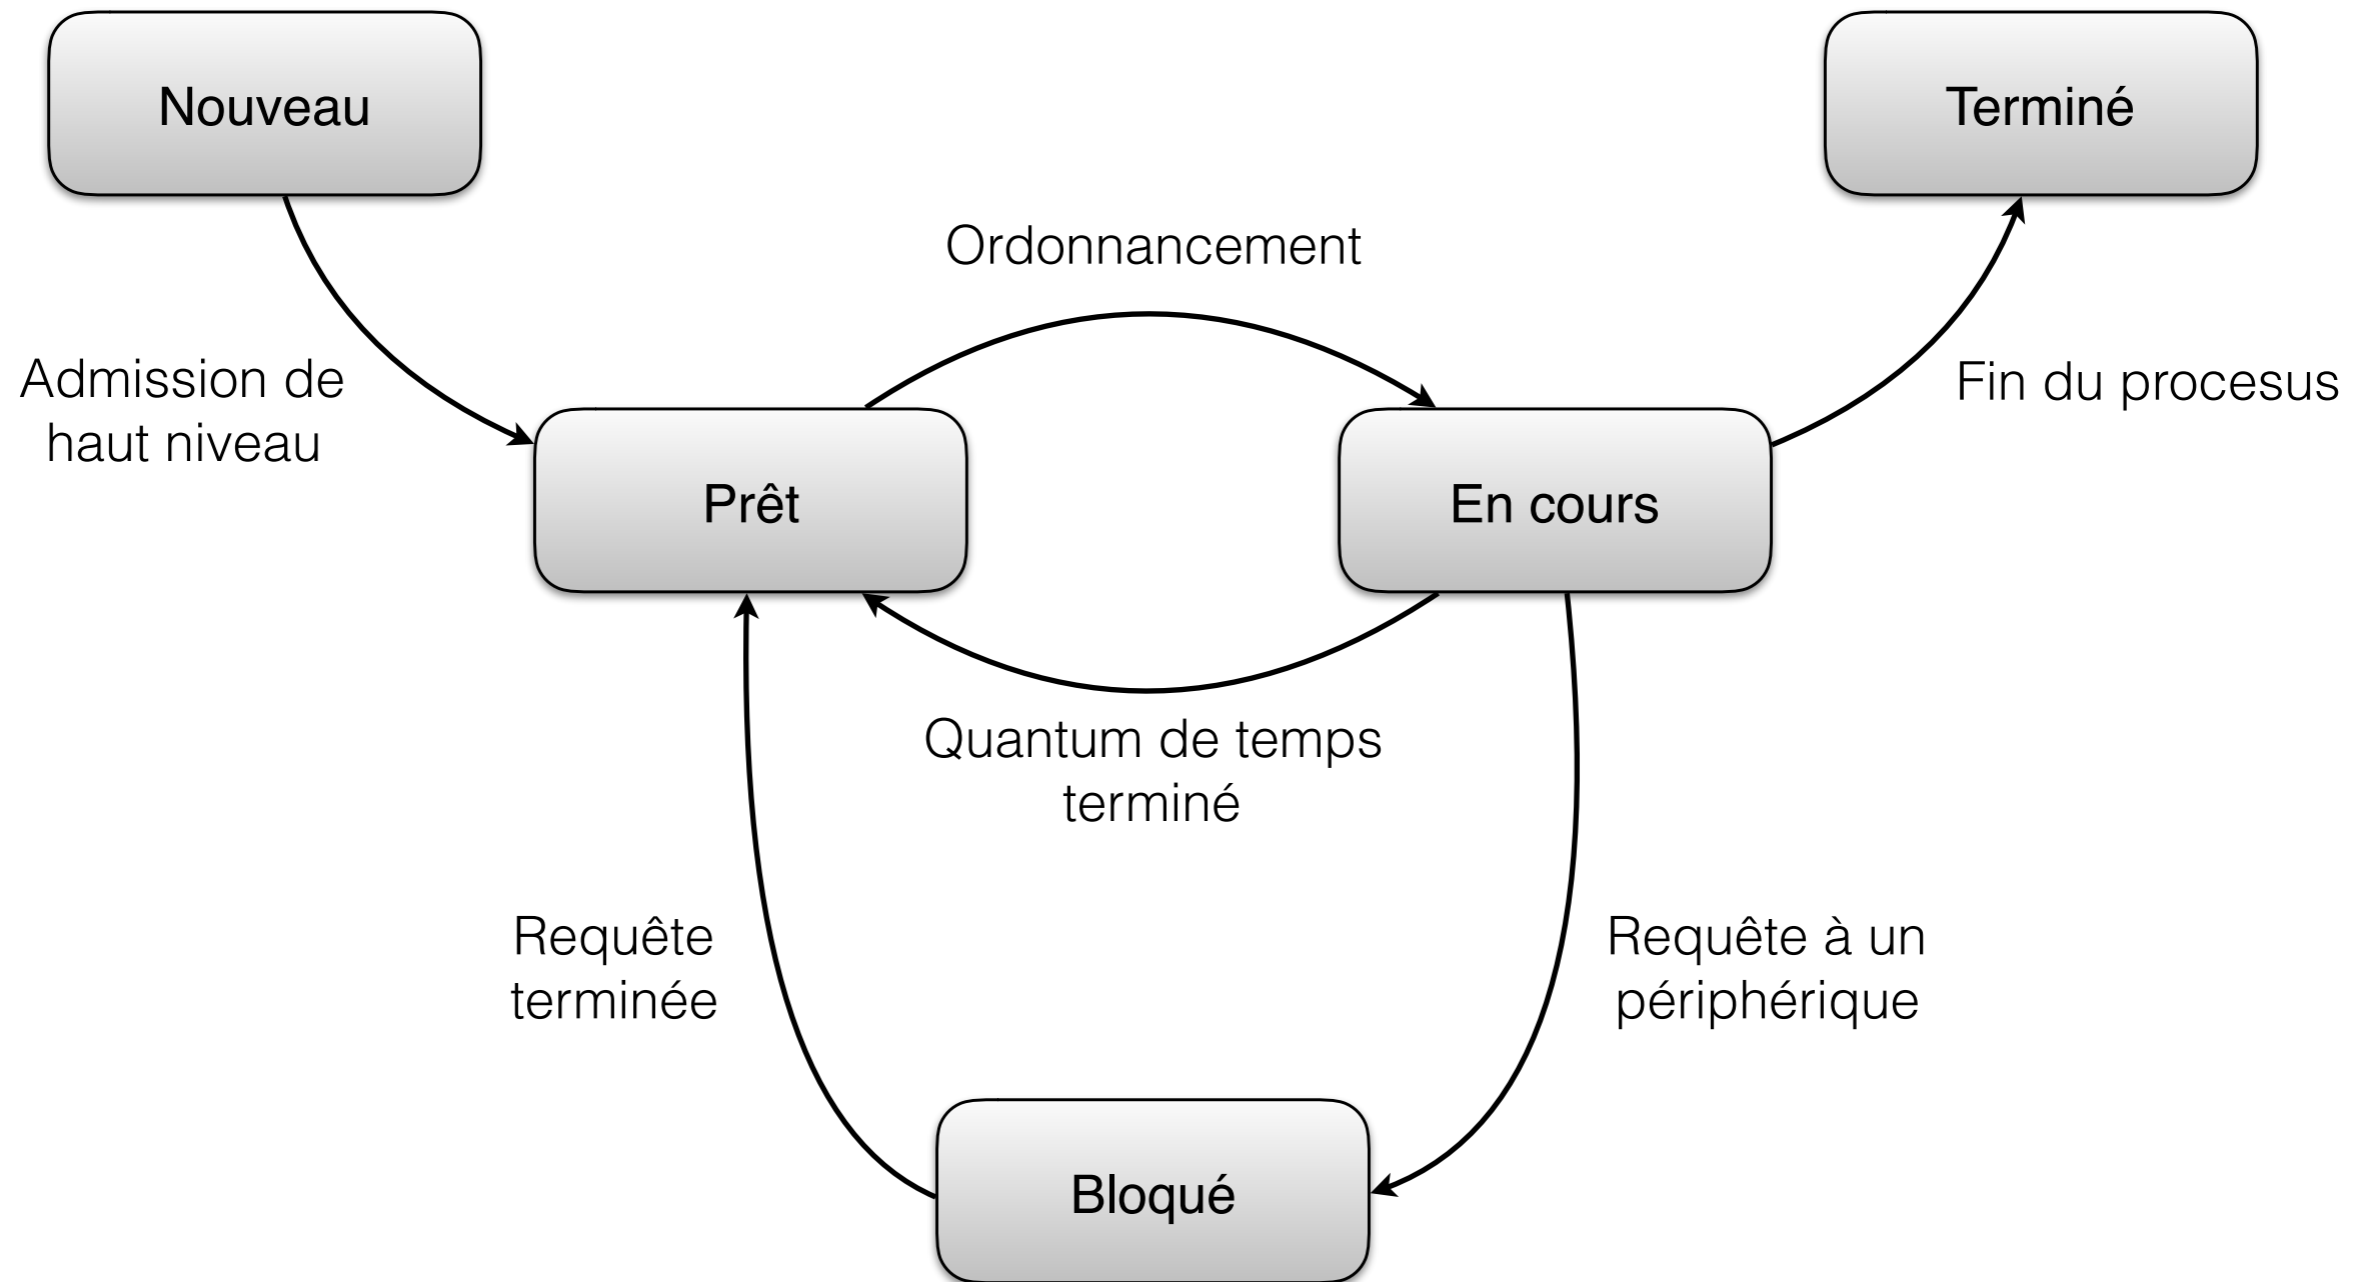 Nouveau
Terminé
Ordonnancement
Admission de
haut niveau
Fin du procesus
Prêt
En cours
Quantum de temps
terminé
Requête
terminée
Requête à un
périphérique
Bloqué